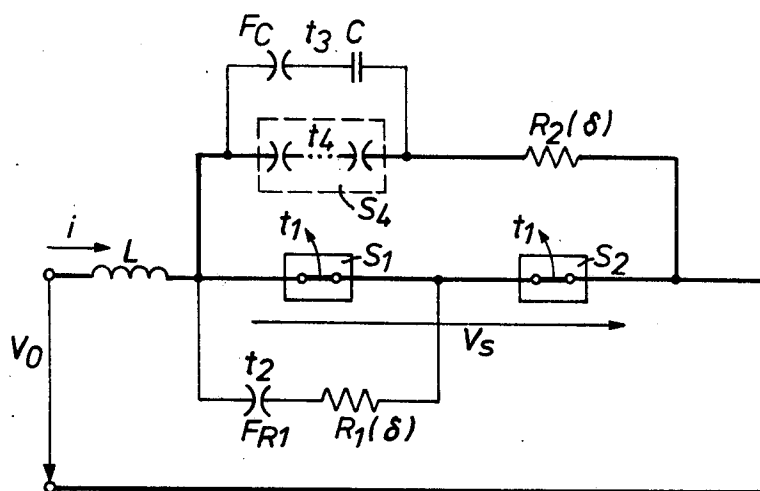 F_C t_3 C
t_4
R_2(δ)
S_4
i
L
t_1
S_1
t_1
S_2
V_0
V_s
t_2
F_R1
R_1(δ)